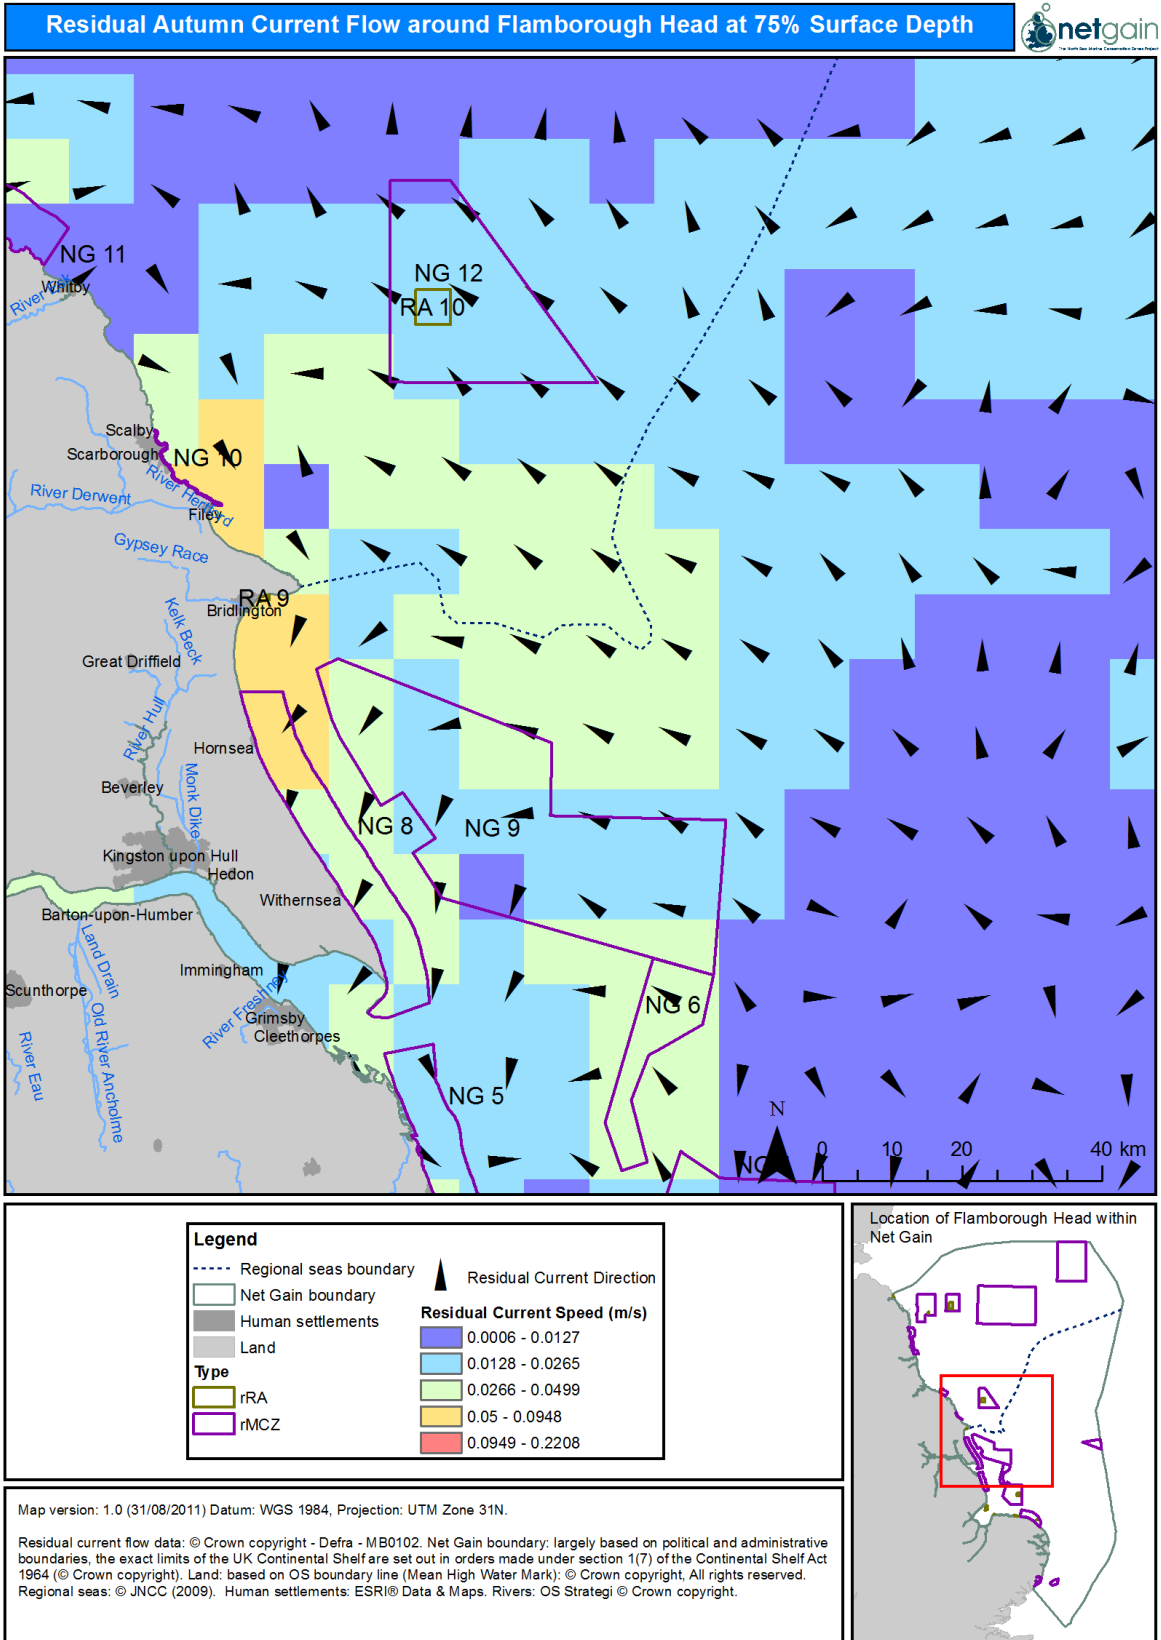 Residual Autumn Current Flow around Flamborough Head at 75% Surface Depth
netgain
The North Sea Marine Conservation Zones Project
NG 11
Whitby
NG 12
RA 10
Scalby
Scarborough
NG 10
River Hertford
River Derwent
Filey
Gypsey Race
RA 9
Bridlington
Kelk Beck
Great Driffield
River Hull
Hornsea
Beverley
Monk Dike
NG 8
NG 9
Kingston upon Hull
Hedon
Withernsea
Barton-upon-Humber
Land Drain
Immingham
Scunthorpe
River Freshney
Grimsby
Cleethorpes
NG 6
Old River Ancholme
River Eau
NG 5
N
0 10 20 40 km
Legend
Regional seas boundary
Net Gain boundary
Human settlements
Land
Type
rRA
rMCZ
Residual Current Direction
Residual Current Speed (m/s)
0.0006 - 0.0127
0.0128 - 0.0265
0.0266 - 0.0499
0.05 - 0.0948
0.0949 - 0.2208
Location of Flamborough Head within
Net Gain
Map version: 1.0 (31/08/2011) Datum: WGS 1984, Projection: UTM Zone 31N.
Residual current flow data: © Crown copyright - Defra - MB0102. Net Gain boundary: largely based on political and administrative
boundaries, the exact limits of the UK Continental Shelf are set out in orders made under section 1(7) of the Continental Shelf Act
1964 (© Crown copyright). Land: based on OS boundary line (Mean High Water Mark): © Crown copyright, All rights reserved.
Regional seas: © JNCC (2009). Human settlements: ESRI® Data & Maps. Rivers: OS Strategi © Crown copyright.